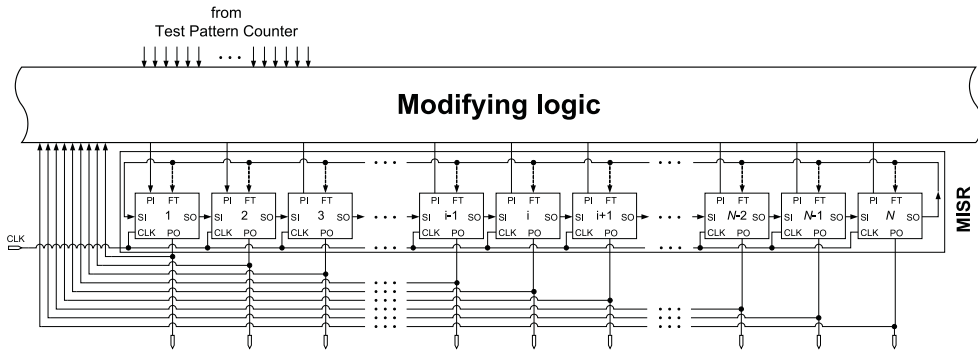 from
Test Pattern Counter
Modifying logic
PI FT PI FT PI FT PI FT PI FT PI FT PI FT PI FT PI FT
SI 1 SO SI 2 SO SI 3 SO SI i-1 SO SI i SO SI i+1 SO SI N-2 SO SI N-1 SO SI N SO
CLK PO CLK PO CLK PO CLK PO CLK PO CLK PO CLK PO CLK PO CLK PO
CLK
MISR